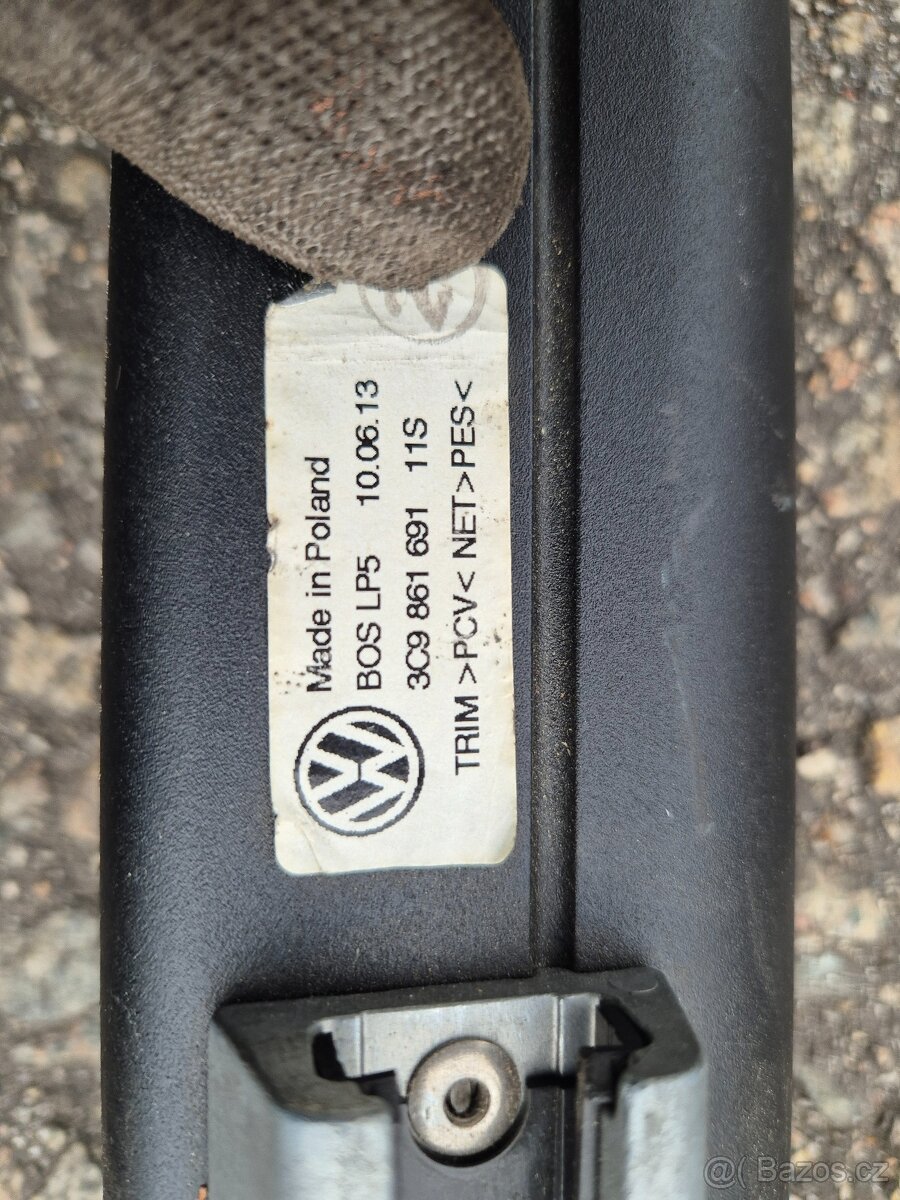 Made in Poland
BOS LP5 10.06.13
3C9 861 691 11S
TRIM >PCV< NET>PES<
@( Bazos.cz